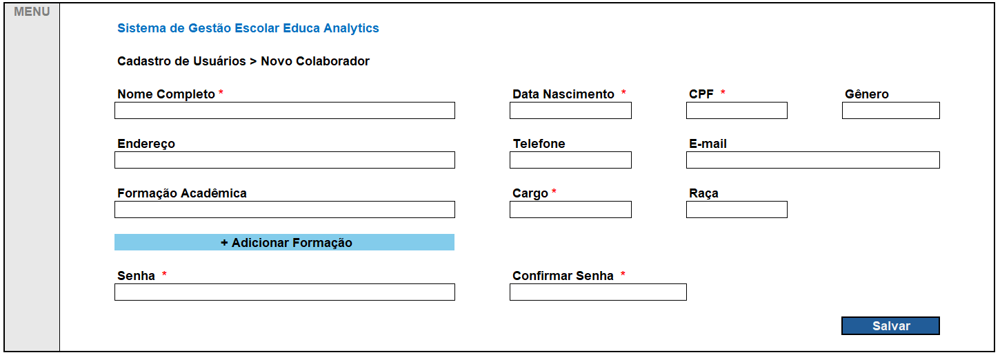 MENU
Sistema de Gestão Escolar Educa Analytics
Cadastro de Usuários > Novo Colaborador
Nome Completo * Data Nascimento * CPF * Gênero
Endereço Telefone E-mail
Formação Acadêmica Cargo * Raça
+ Adicionar Formação
Senha * Confirmar Senha *
Salvar